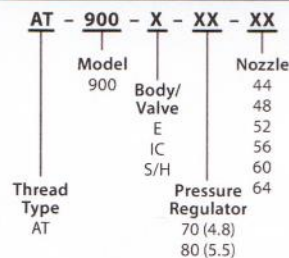 AT - 900 - X - XX - XX
Model
900
Body/
Valve
E
IC
S/H
Nozzle
44
48
52
56
60
64
Thread
Type
AT
Pressure
Regulator
70 (4.8)
80 (5.5)